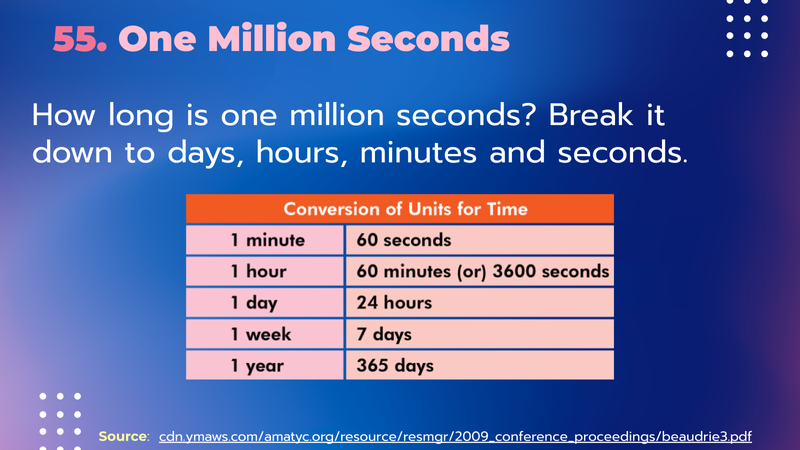 55. One Million Seconds
How long is one million seconds? Break it
down to days, hours, minutes and seconds.
Conversion of Units for Time
1 minute 60 seconds
1 hour 60 minutes (or) 3600 seconds
1 day 24 hours
1 week 7 days
1 year 365 days
Source: cdn.ymaws.com/amatyc.org/resource/resmgr/2009_conference_proceedings/beaudrie3.pdf